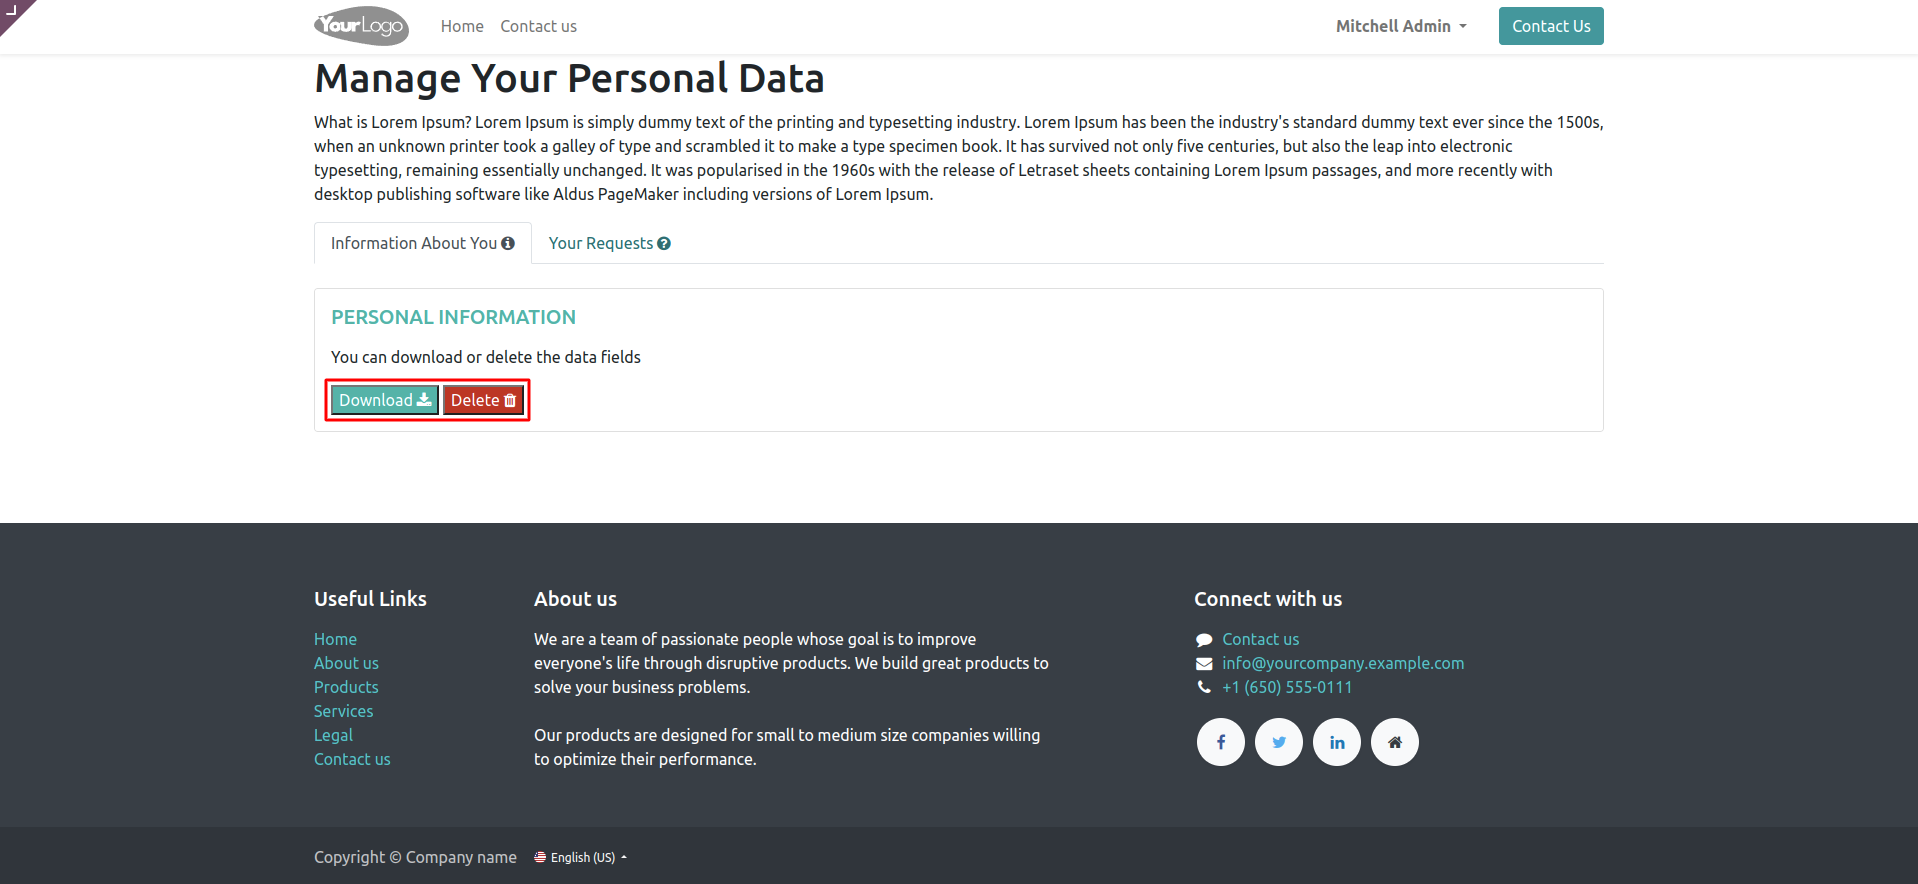 YourLogo
Home
Contact us
Mitchell Admin
Contact Us
Manage Your Personal Data
What is Lorem Ipsum? Lorem Ipsum is simply dummy text of the printing and typesetting industry. Lorem Ipsum has been the industry's standard dummy text ever since the 1500s,
when an unknown printer took a galley of type and scrambled it to make a type specimen book. It has survived not only five centuries, but also the leap into electronic
typesetting, remaining essentially unchanged. It was popularised in the 1960s with the release of Letraset sheets containing Lorem Ipsum passages, and more recently with
desktop publishing software like Aldus PageMaker including versions of Lorem Ipsum.
Information About You
Your Requests
PERSONAL INFORMATION
You can download or delete the data fields
Download
Delete
Useful Links
Home
About us
Products
Services
Legal
Contact us
About us
We are a team of passionate people whose goal is to improve
everyone's life through disruptive products. We build great products to
solve your business problems.
Our products are designed for small to medium size companies willing
to optimize their performance.
Connect with us
Contact us
info@yourcompany.example.com
+1 (650) 555-0111
Copyright © Company name
English (US)